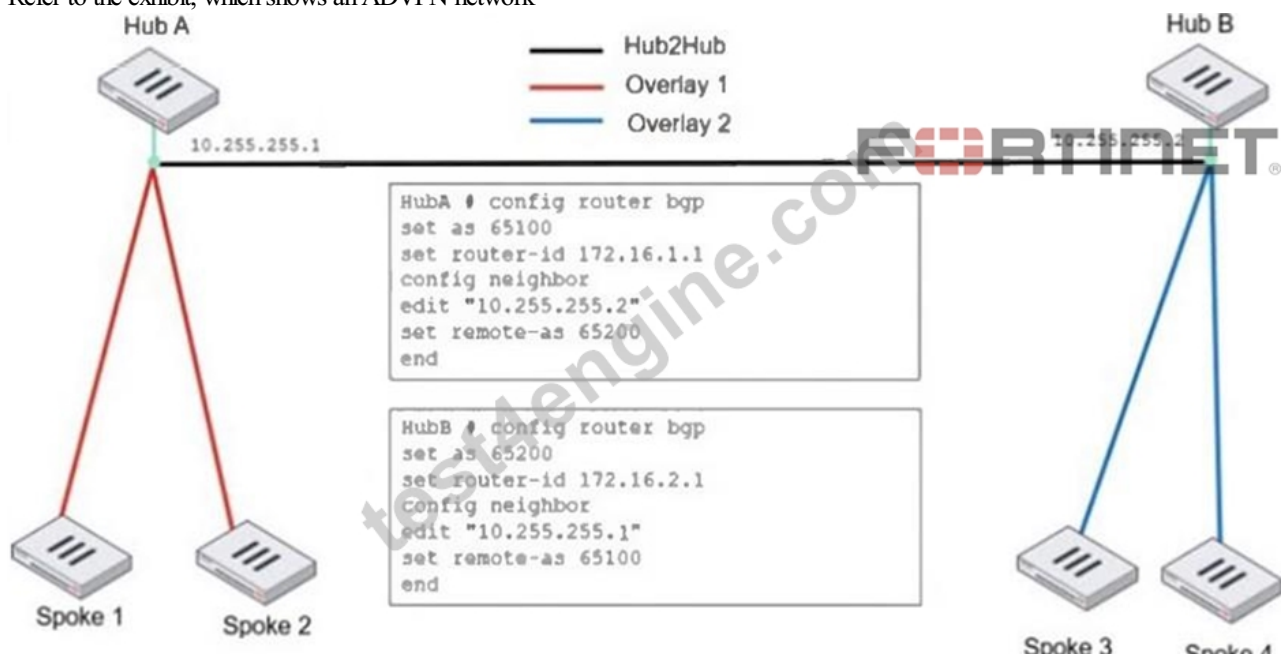 Refer to the exhibit, which shows an ADVPN network
Hub A
Hub B
Hub2Hub
Overlay 1
Overlay 2
FORTINET®
10.255.255.1
10.255.255.2
HubA # config router bgp
set as 65100
set router-id 172.16.1.1
config neighbor
edit "10.255.255.2"
set remote-as 65200
end
HubB # config router bgp
set as 65200
set router-id 172.16.2.1
config neighbor
edit "10.255.255.1"
set remote-as 65100
end
test4engine.com
Spoke 1
Spoke 2
Spoke 3
Spoke 4